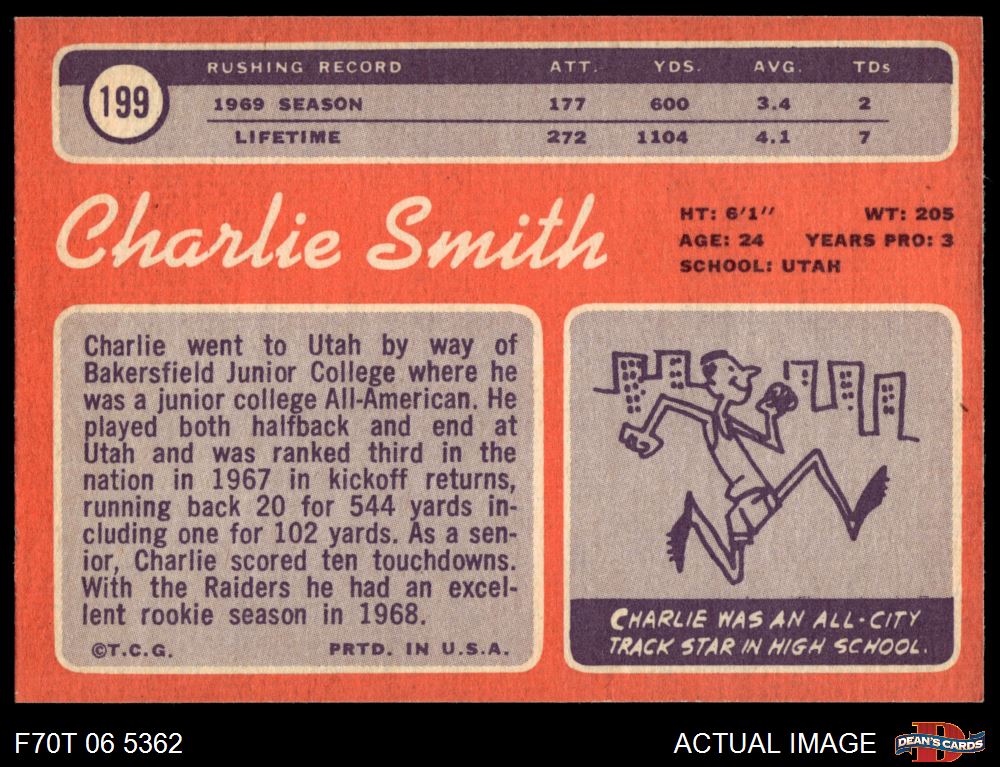 199
RUSHING RECORD ATT. YDS. AVG. TDs
1969 SEASON 177 600 3.4 2
LIFETIME 272 1104 4.1 7
Charlie Smith
HT: 6'1" WT: 205
AGE: 24 YEARS PRO: 3
SCHOOL: UTAH
Charlie went to Utah by way of
Bakersfield Junior College where he
was a junior college All-American. He
played both halfback and end at
Utah and was ranked third in the
nation in 1967 in kickoff returns,
running back 20 for 544 yards in-
cluding one for 102 yards. As a sen-
ior, Charlie scored ten touchdowns.
With the Raiders he had an excel-
lent rookie season in 1968.
©T.C.G. PRTD. IN U.S.A.
CHARLIE WAS AN ALL-CITY
TRACK STAR IN HIGH SCHOOL.
F70T 06 5362 ACTUAL IMAGE
D
DEAN'S CARDS